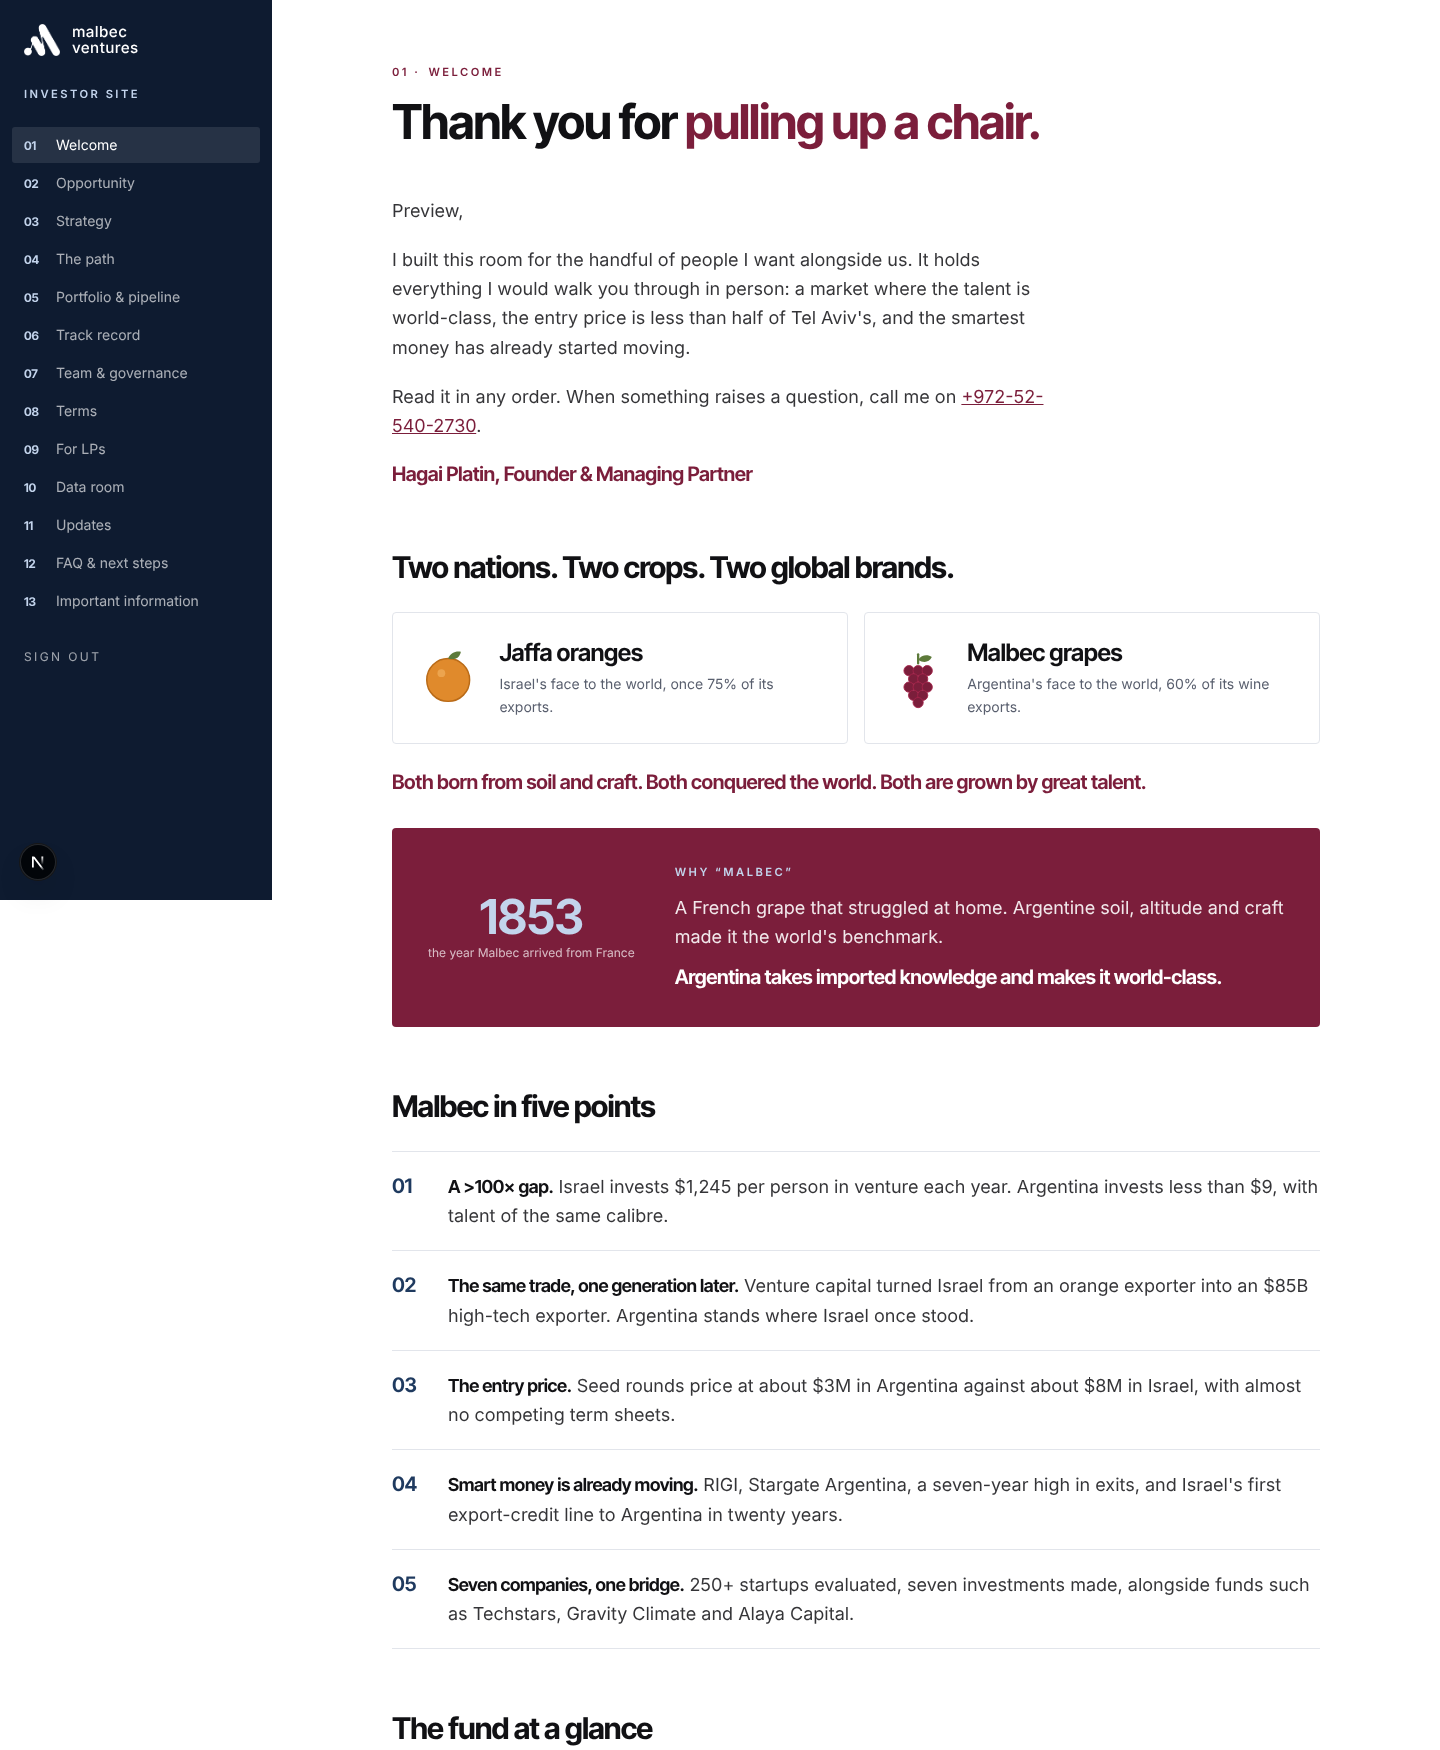 malbec
ventures
INVESTOR SITE
01 Welcome
02 Opportunity
03 Strategy
04 The path
05 Portfolio & pipeline
06 Track record
07 Team & governance
08 Terms
09 For LPs
10 Data room
11 Updates
12 FAQ & next steps
13 Important information
SIGN OUT
N
01 · WELCOME
Thank you for pulling up a chair.
Preview,
I built this room for the handful of people I want alongside us. It holds
everything I would walk you through in person: a market where the talent is
world-class, the entry price is less than half of Tel Aviv's, and the smartest
money has already started moving.
Read it in any order. When something raises a question, call me on +972-52-
540-2730.
Hagai Platin, Founder & Managing Partner
Two nations. Two crops. Two global brands.
Jaffa oranges
Israel's face to the world, once 75% of its
exports.
Malbec grapes
Argentina's face to the world, 60% of its wine
exports.
Both born from soil and craft. Both conquered the world. Both are grown by great talent.
1853
the year Malbec arrived from France
WHY “MALBEC”
A French grape that struggled at home. Argentine soil, altitude and craft
made it the world's benchmark.
Argentina takes imported knowledge and makes it world-class.
Malbec in five points
01 A >100× gap. Israel invests $1,245 per person in venture each year. Argentina invests less than $9, with
talent of the same calibre.
02 The same trade, one generation later. Venture capital turned Israel from an orange exporter into an $85B
high-tech exporter. Argentina stands where Israel once stood.
03 The entry price. Seed rounds price at about $3M in Argentina against about $8M in Israel, with almost
no competing term sheets.
04 Smart money is already moving. RIGI, Stargate Argentina, a seven-year high in exits, and Israel's first
export-credit line to Argentina in twenty years.
05 Seven companies, one bridge. 250+ startups evaluated, seven investments made, alongside funds such
as Techstars, Gravity Climate and Alaya Capital.
The fund at a glance